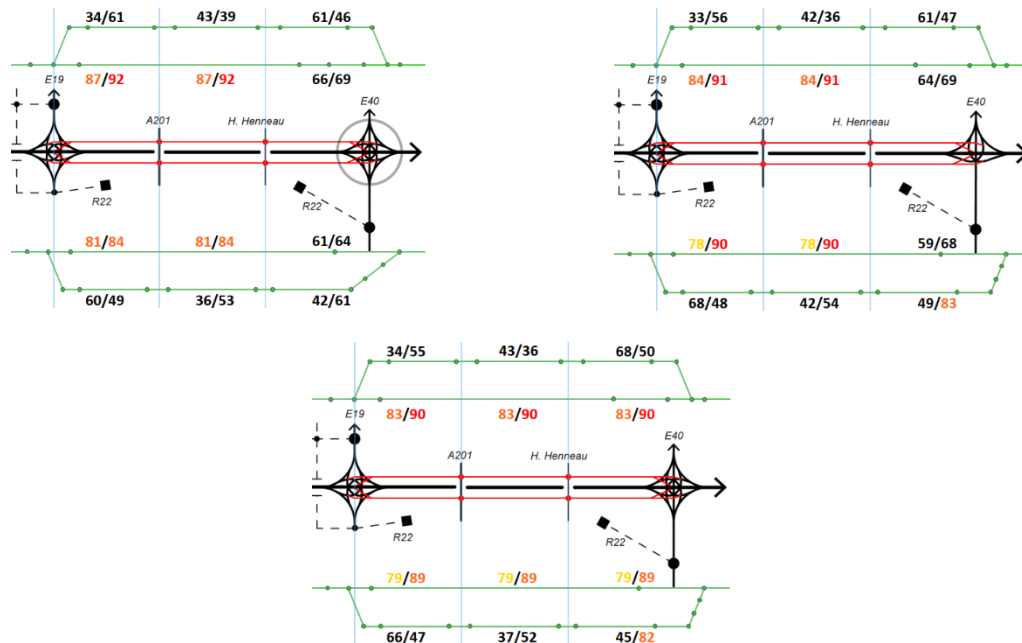 34/61 43/39 61/46
87/92 87/92 66/69
E19
E40
A201 H. Henneau
R22 R22
81/84 81/84 61/64
60/49 36/53 42/61
33/56 42/36 61/47
84/91 84/91 64/69
E19
E40
A201 H. Henneau
R22 R22
78/90 78/90 59/68
68/48 42/54 49/83
34/55 43/36 68/50
83/90 83/90 83/90
E19
E40
A201 H. Henneau
R22 R22
79/89 79/89 79/89
66/47 37/52 45/82